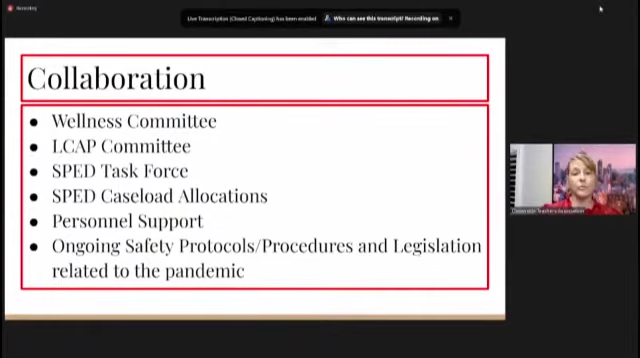 Recording
Live Transcription (Closed Captioning) has been enabled
Who can see this transcript? Recording on
Collaboration
● Wellness Committee
● LCAP Committee
● SPED Task Force
● SPED Caseload Allocations
● Personnel Support
● Ongoing Safety Protocols/Procedures and Legislation
related to the pandemic
Teachers Association